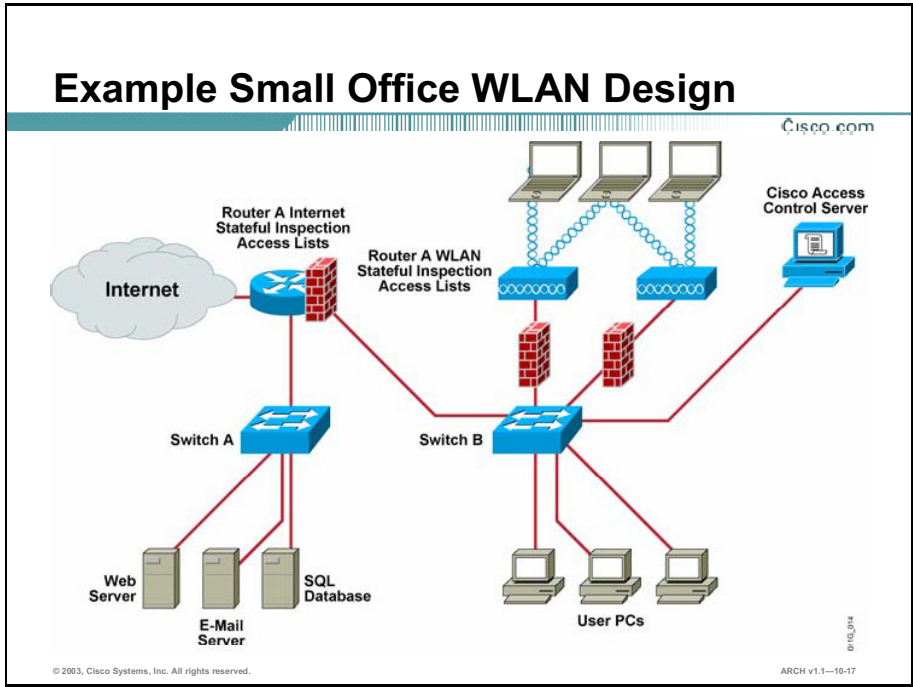 Example Small Office WLAN Design
Cisco.com
Router A Internet
Stateful Inspection
Access Lists
Internet
Router A WLAN
Stateful Inspection
Access Lists
Cisco Access
Control Server
Switch A
Switch B
Web
Server
E-Mail
Server
SQL
Database
User PCs
© 2003, Cisco Systems, Inc. All rights reserved.
ARCH v1.1—10-17